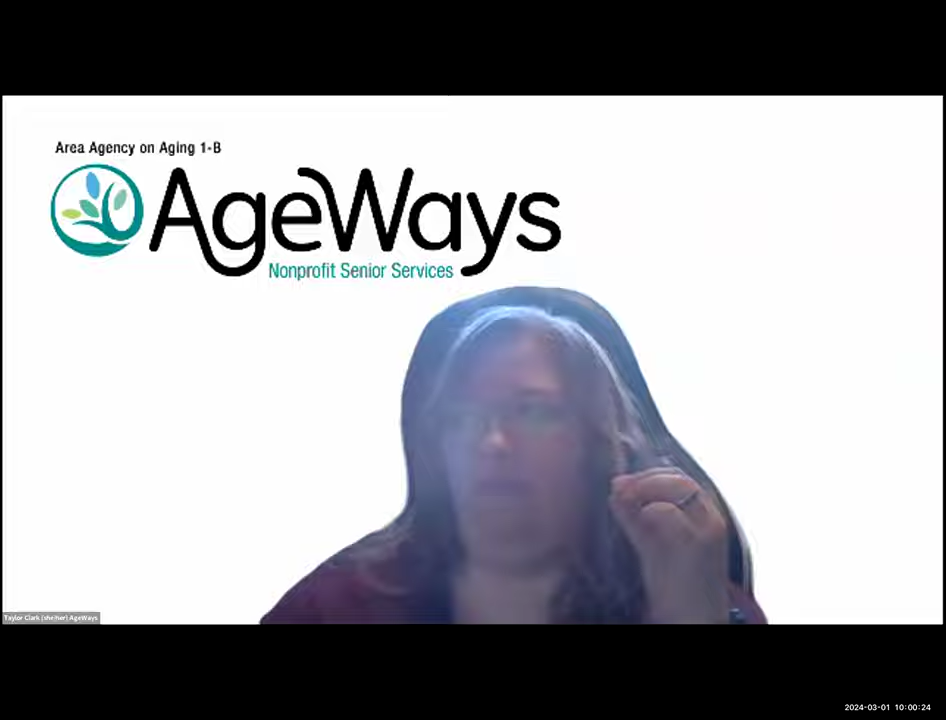 Area Agency on Aging 1-B
AgeWays
Nonprofit Senior Services
Taylor Clark (she/her) AgeWays
2024-03-01 10:00:24